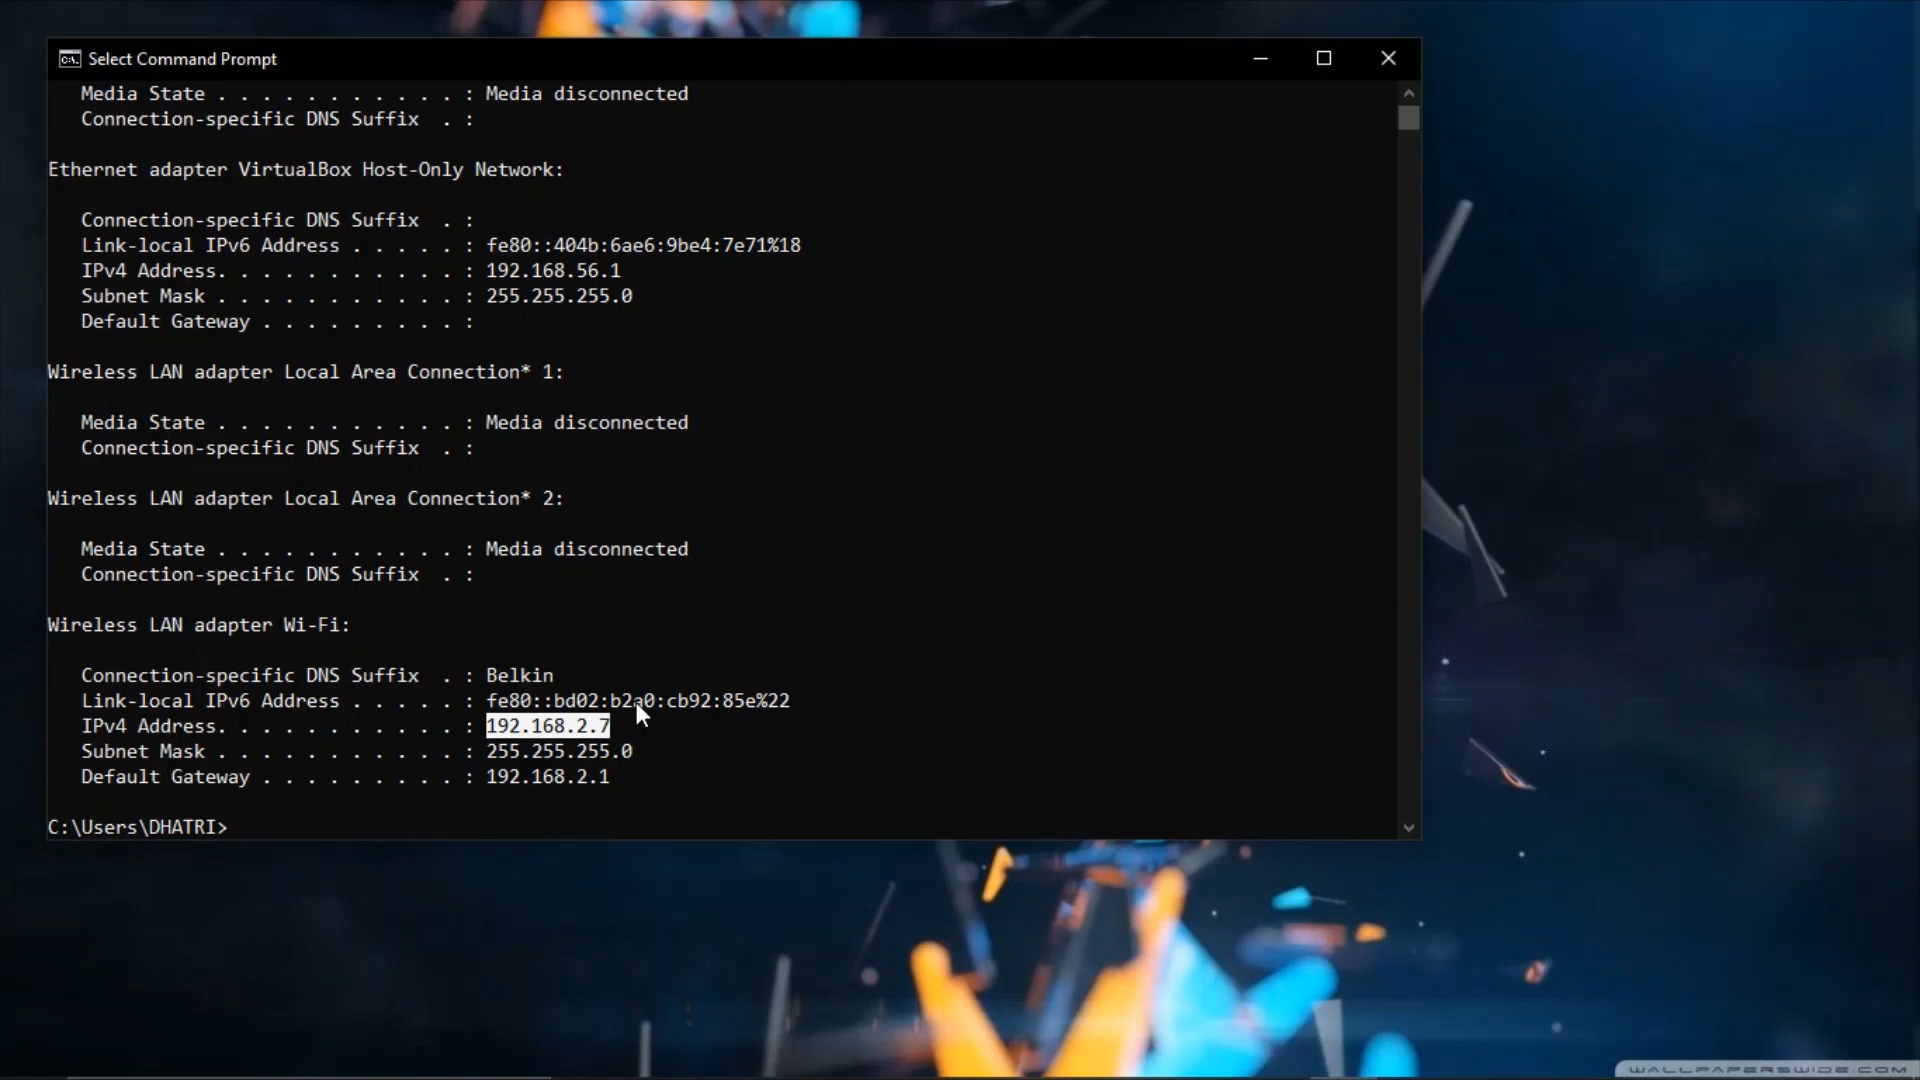 Select Command Prompt
Media State . . . . . . . . . . . : Media disconnected
Connection-specific DNS Suffix  . :
Ethernet adapter VirtualBox Host-Only Network:
Connection-specific DNS Suffix  . :
Link-local IPv6 Address . . . . . : fe80::404b:6ae6:9be4:7e71%18
IPv4 Address. . . . . . . . . . . : 192.168.56.1
Subnet Mask . . . . . . . . . . . : 255.255.255.0
Default Gateway . . . . . . . . . :
Wireless LAN adapter Local Area Connection* 1:
Media State . . . . . . . . . . . : Media disconnected
Connection-specific DNS Suffix  . :
Wireless LAN adapter Local Area Connection* 2:
Media State . . . . . . . . . . . : Media disconnected
Connection-specific DNS Suffix  . :
Wireless LAN adapter Wi-Fi:
Connection-specific DNS Suffix  . : Belkin
Link-local IPv6 Address . . . . . : fe80::bd02:b2a0:cb92:85e%22
IPv4 Address. . . . . . . . . . . : 192.168.2.7
Subnet Mask . . . . . . . . . . . : 255.255.255.0
Default Gateway . . . . . . . . . : 192.168.2.1
C:\Users\DHATRI>
WALLPAPERSWIDE.COM